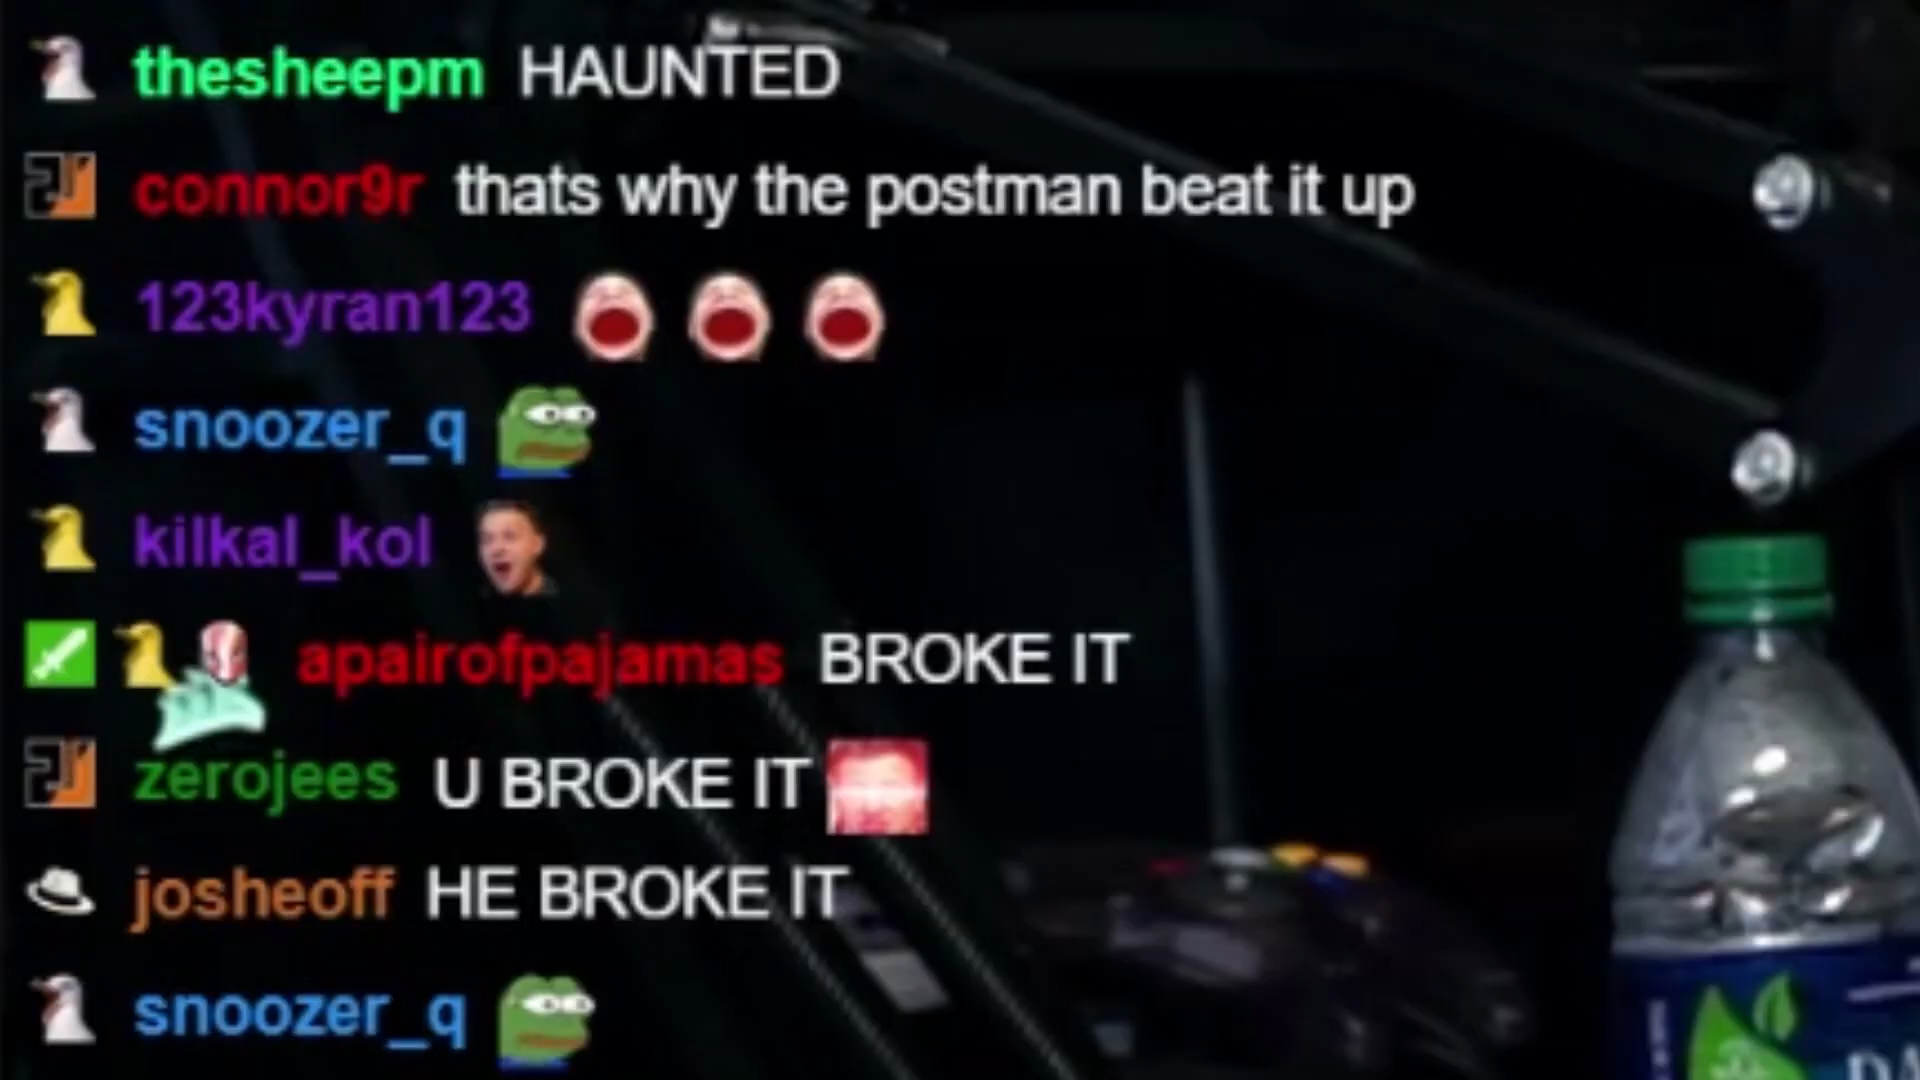 thesheepm HAUNTED
connor9r thats why the postman beat it up
123kyran123
snoozer_q
kilkal_kol
apairofpajamas BROKE IT
zerojees U BROKE IT
josheoff HE BROKE IT
snoozer_q